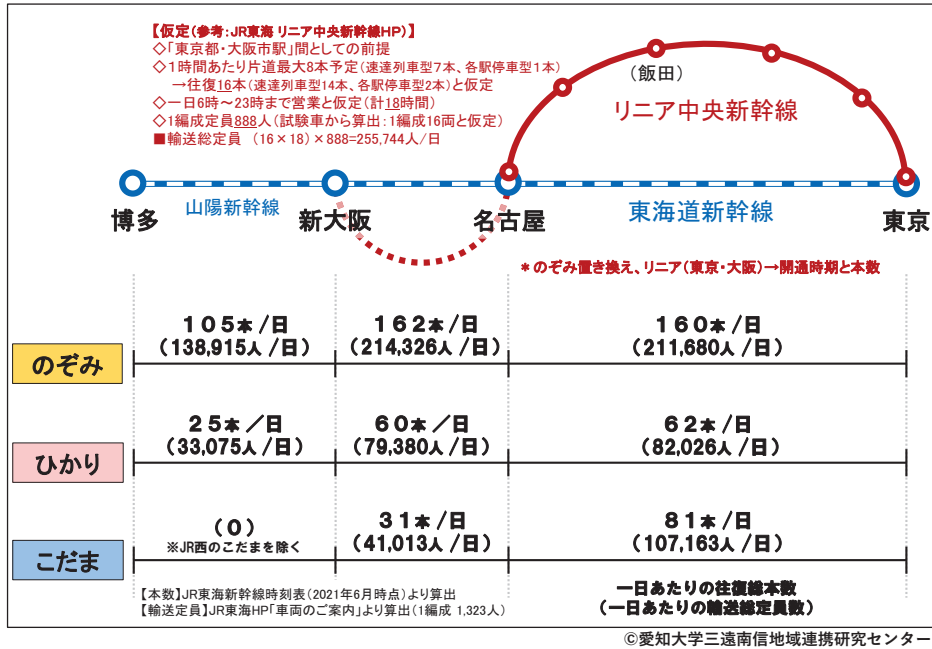 【仮定(参考:JR東海 リニア中央新幹線HP)】
◇「東京都・大阪市駅」間としての前提
◇1時間あたり片道最大8本予定(速達列車型7本、各駅停車型1本)
→往復16本(速達列車型14本、各駅停車型2本)と仮定
◇一日6時～23時まで営業と仮定(計18時間)
◇1編成定員888人(試験車から算出:1編成16両と仮定)
■輸送総定員 (16×18)×888=255,744人/日
(飯田)
リニア中央新幹線
山陽新幹線
東海道新幹線
博多
新大阪
名古屋
東京
*のぞみ置き換え、リニア(東京・大阪)→開通時期と本数
のぞみ
105本/日
(138,915人/日)
162本/日
(214,326人/日)
160本/日
(211,680人/日)
ひかり
25本/日
(33,075人/日)
60本/日
(79,380人/日)
62本/日
(82,026人/日)
こだま
(0)
※JR西のこだまを除く
31本/日
(41,013人/日)
81本/日
(107,163人/日)
【本数】JR東海新幹線時刻表(2021年6月時点)より算出
【輸送定員】JR東海HP「車両のご案内」より算出(1編成 1,323人)
一日あたりの往復総本数
(一日あたりの輸送総定員数)
©愛知大学三遠南信地域連携研究センター